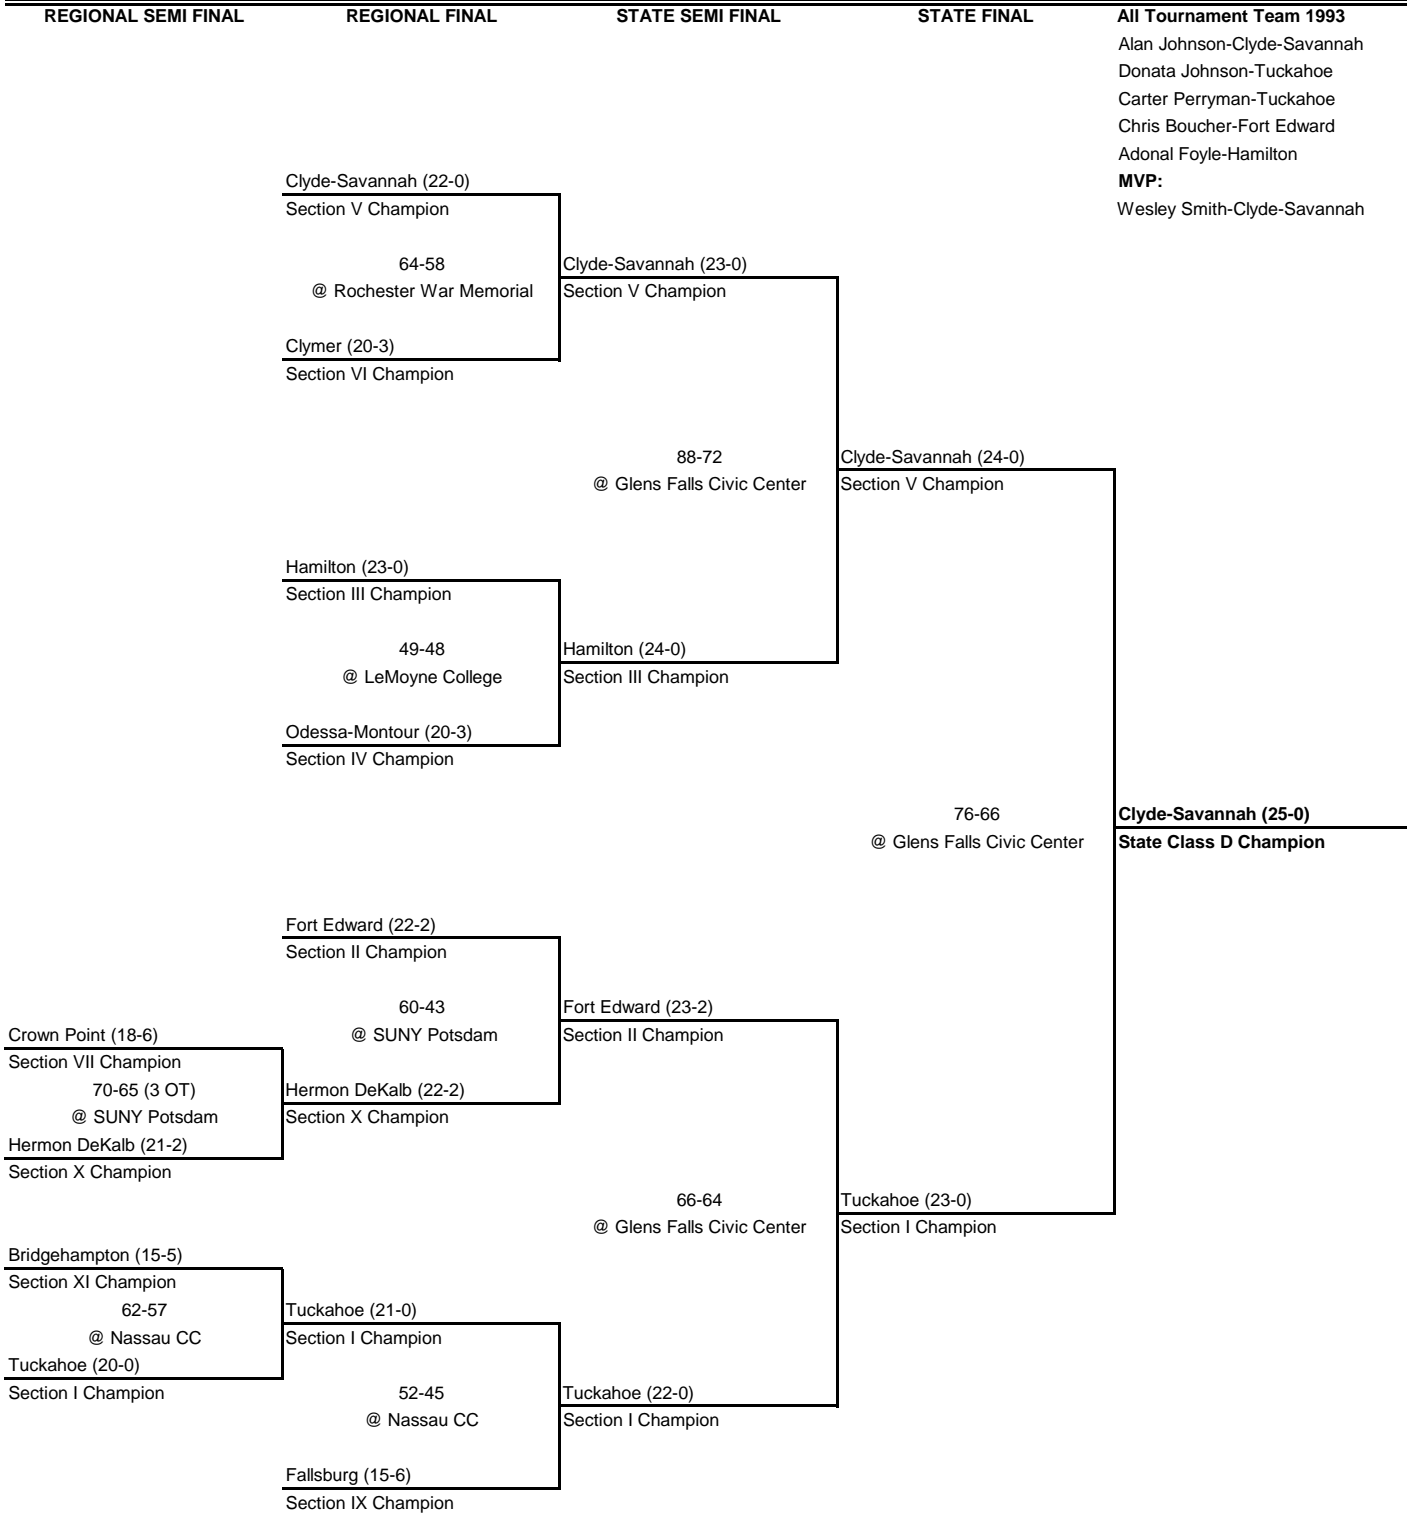 REGIONAL SEMI FINAL
REGIONAL FINAL
STATE SEMI FINAL
STATE FINAL
All Tournament Team 1993
Alan Johnson-Clyde-Savannah
Donata Johnson-Tuckahoe
Carter Perryman-Tuckahoe
Chris Boucher-Fort Edward
Adonal Foyle-Hamilton
MVP:
Wesley Smith-Clyde-Savannah
Clyde-Savannah (22-0)
Section V Champion
64-58
@ Rochester War Memorial
Clymer (20-3)
Section VI Champion
Clyde-Savannah (23-0)
Section V Champion
88-72
@ Glens Falls Civic Center
Clyde-Savannah (24-0)
Section V Champion
Hamilton (23-0)
Section III Champion
49-48
@ LeMoyne College
Odessa-Montour (20-3)
Section IV Champion
Hamilton (24-0)
Section III Champion
76-66
@ Glens Falls Civic Center
Clyde-Savannah (25-0)
State Class D Champion
Fort Edward (22-2)
Section II Champion
60-43
@ SUNY Potsdam
Fort Edward (23-2)
Section II Champion
Crown Point (18-6)
Section VII Champion
70-65 (3 OT)
@ SUNY Potsdam
Hermon DeKalb (21-2)
Section X Champion
Hermon DeKalb (22-2)
Section X Champion
66-64
@ Glens Falls Civic Center
Tuckahoe (23-0)
Section I Champion
Bridgehampton (15-5)
Section XI Champion
62-57
@ Nassau CC
Tuckahoe (20-0)
Section I Champion
Tuckahoe (21-0)
Section I Champion
52-45
@ Nassau CC
Tuckahoe (22-0)
Section I Champion
Fallsburg (15-6)
Section IX Champion